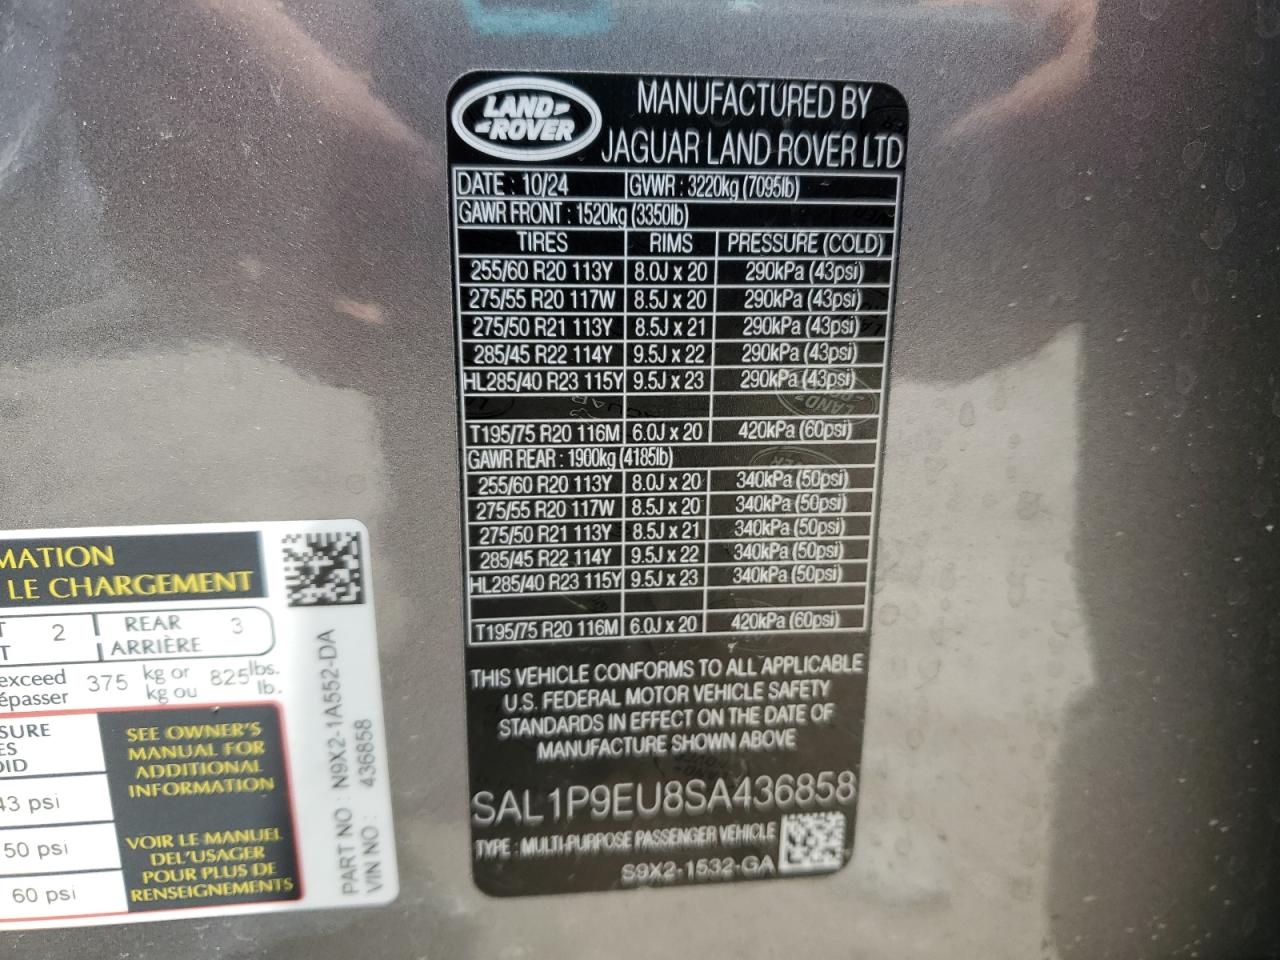 LAND
ROVER
MANUFACTURED BY
JAGUAR LAND ROVER LTD
DATE : 10/24 GVWR : 3220kg (7095lb)
GAWR FRONT : 1520kg (3350lb)
TIRES RIMS PRESSURE (COLD)
255/60 R20 113Y 8.0J x 20 290kPa (43psi)
275/55 R20 117W 8.5J x 20 290kPa (43psi)
275/50 R21 113Y 8.5J x 21 290kPa (43psi)
285/45 R22 114Y 9.5J x 22 290kPa (43psi)
HL285/40 R23 115Y 9.5J x 23 290kPa (43psi)
T195/75 R20 116M 6.0J x 20 420kPa (60psi)
GAWR REAR : 1900kg (4185lb)
255/60 R20 113Y 8.0J x 20 340kPa (50psi)
275/55 R20 117W 8.5J x 20 340kPa (50psi)
275/50 R21 113Y 8.5J x 21 340kPa (50psi)
285/45 R22 114Y 9.5J x 22 340kPa (50psi)
HL285/40 R23 115Y 9.5J x 23 340kPa (50psi)
T195/75 R20 116M 6.0J x 20 420kPa (60psi)
THIS VEHICLE CONFORMS TO ALL APPLICABLE
U.S. FEDERAL MOTOR VEHICLE SAFETY
STANDARDS IN EFFECT ON THE DATE OF
MANUFACTURE SHOWN ABOVE
SAL1P9EU8SA436858
TYPE : MULTI-PURPOSE PASSENGER VEHICLE
S9X2-1532-GA
MATION
LE CHARGEMENT
T 2 REAR 3
T ARRIÈRE
exceed 375 kg or 825 lbs.
épasser kg ou lb.
SURE
ES
OID
43 psi
50 psi
60 psi
SEE OWNER'S
MANUAL FOR
ADDITIONAL
INFORMATION
VOIR LE MANUEL
DEL'USAGER
POUR PLUS DE
RENSEIGNEMENTS
PART NO : N9X2-1A552-DA
VIN NO : 436858